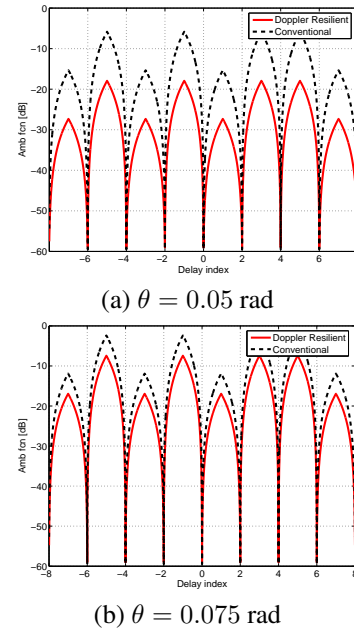 0
−10
−20
−30
−40
−50
−60
Amb fcn [dB]
Doppler Resilient
Conventional
−6 −4 −2 0 2 4 6
Delay index
(a) θ = 0.05 rad
0
−10
−20
−30
−40
−50
−60
Amb fcn [dB]
Doppler Resilient
Conventional
−8 −6 −4 −2 0 2 4 6 8
Delay index
(b) θ = 0.075 rad